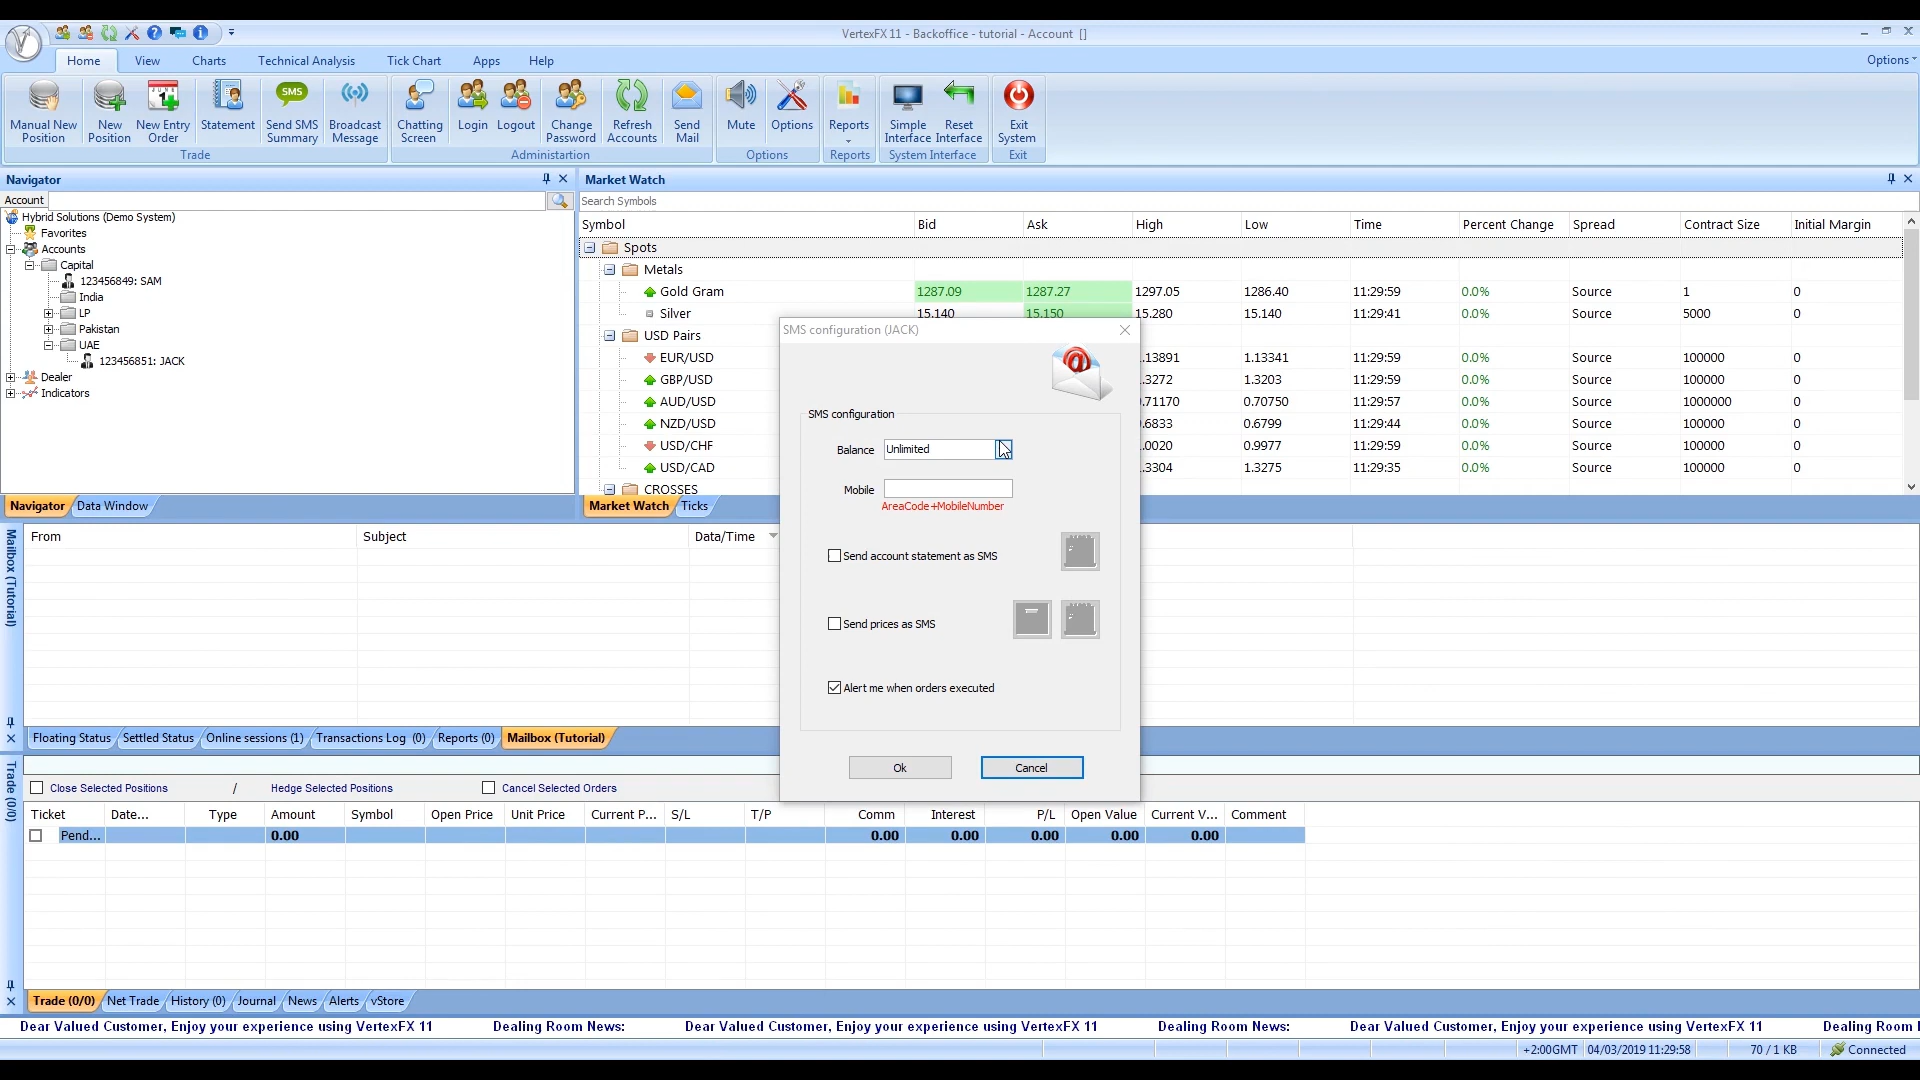 VertexFX 11 - Backoffice - tutorial - Account []
Home View Charts Technical Analysis Tick Chart Apps Help Options
Manual New Position
New Position
New Entry Order
Statement
SMS
Send SMS Summary
Broadcast Message
Chatting Screen
Login
Logout
Change Password
Refresh Accounts
Send Mail
Mute
Options
Reports
Simple Interface
Reset Interface
Exit System
Trade Administartion Options Reports System Interface Exit
Navigator
Account
Hybrid Solutions (Demo System)
Favorites
Accounts
Capital
123456849: SAM
India
LP
Pakistan
UAE
123456851: JACK
Dealer
Indicators
Navigator Data Window
Market Watch
Search Symbols
Symbol Bid Ask High Low Time Percent Change Spread Contract Size Initial Margin
Spots
Metals
Gold Gram 1287.09 1287.27 1297.05 1286.40 11:29:59 0.0% Source 1 0
Silver 15.140 15.150 15.280 15.140 11:29:41 0.0% Source 5000 0
USD Pairs
EUR/USD .13891 1.13341 11:29:59 0.0% Source 100000 0
GBP/USD .3272 1.3203 11:29:59 0.0% Source 100000 0
AUD/USD .71170 0.70750 11:29:57 0.0% Source 1000000 0
NZD/USD .6833 0.6799 11:29:44 0.0% Source 100000 0
USD/CHF .0020 0.9977 11:29:59 0.0% Source 100000 0
USD/CAD .3304 1.3275 11:29:35 0.0% Source 100000 0
CROSSES
Market Watch Ticks
SMS configuration (JACK)
SMS configuration
Balance Unlimited
Mobile
AreaCode+MobileNumber
Send account statement as SMS
Send prices as SMS
Alert me when orders executed
Ok Cancel
Mailbox (Tutorial)
From Subject Data/Time
Floating Status Settled Status Online sessions (1) Transactions Log (0) Reports (0) Mailbox (Tutorial)
Trade (0/0)
Close Selected Positions / Hedge Selected Positions Cancel Selected Orders
Ticket Date... Type Amount Symbol Open Price Unit Price Current P... S/L T/P Comm Interest P/L Open Value Current V... Comment
Pend... 0.00 0.00 0.00 0.00 0.00 0.00
Trade (0/0) Net Trade History (0) Journal News Alerts vStore
Dear Valued Customer, Enjoy your experience using VertexFX 11 Dealing Room News: Dear Valued Customer, Enjoy your experience using VertexFX 11 Dealing Room News: Dear Valued Customer, Enjoy your experience using VertexFX 11 Dealing Room
+2:00GMT 04/03/2019 11:29:58 70 / 1 KB Connected